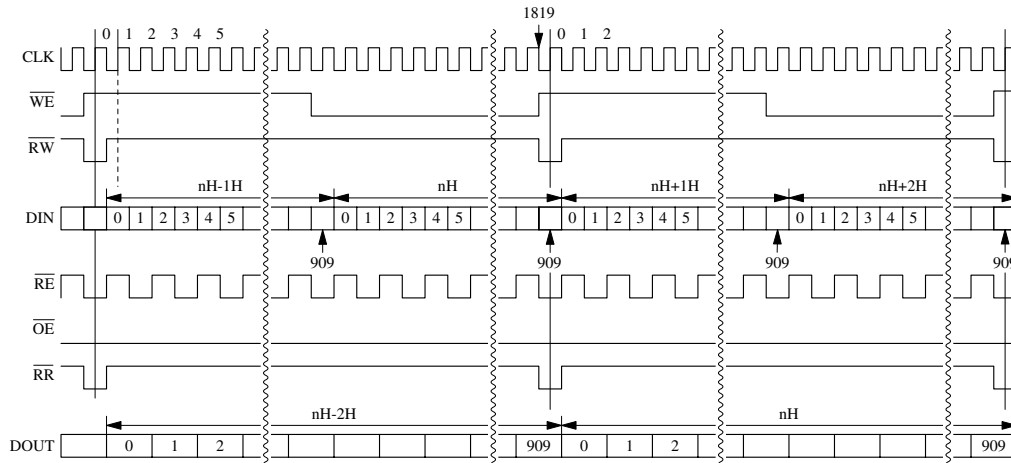 1819
0 1 2 3 4 5 0 1 2
CLK
WE
RW
nH-1H nH nH+1H nH+2H
DIN 0 1 2 3 4 5 0 1 2 3 4 5 0 1 2 3 4 5 0 1 2 3 4 5
909 909 909 909
RE
OE
RR
nH-2H nH
DOUT 0 1 2 909 0 1 2 909